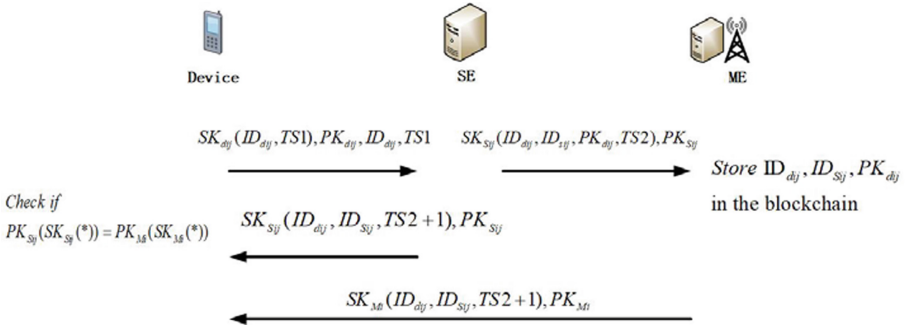 Device
SE
ME
SK_dij(ID_dij,TS1),PK_dij,ID_dij,TS1
SK_Sij(ID_dij,ID_Sij,PK_dij,TS2),PK_Sij
Store ID_dij,ID_Sij,PK_dij
in the blockchain
Check if
PK_Sij(SK_Sij(*))=PK_Mi(SK_Mi(*))
SK_Sij(ID_dij,ID_Sij,TS2+1),PK_Sij
SK_Mi(ID_dij,ID_Sij,TS2+1),PK_Mi